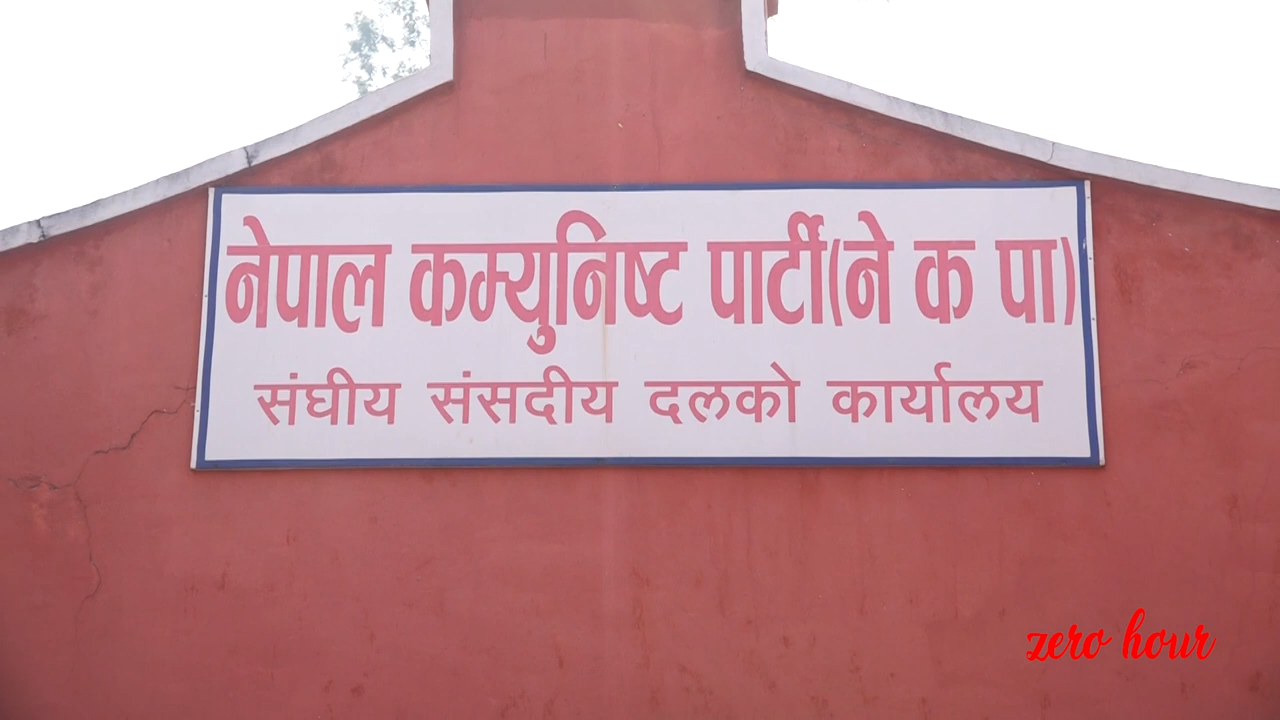 नेपाल कम्युनिष्ट पार्टी(ने क पा)
संघीय संसदीय दलको कार्यालय
zero hour